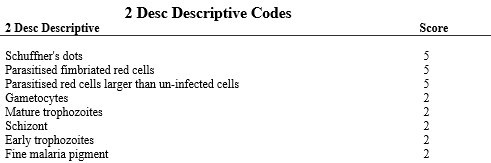 2 Desc Descriptive Codes
2 Desc Descriptive Score
Schuffner's dots 5
Parasitised fimbriated red cells 5
Parasitised red cells larger than un-infected cells 5
Gametocytes 2
Mature trophozoites 2
Schizont 2
Early trophozoites 2
Fine malaria pigment 2